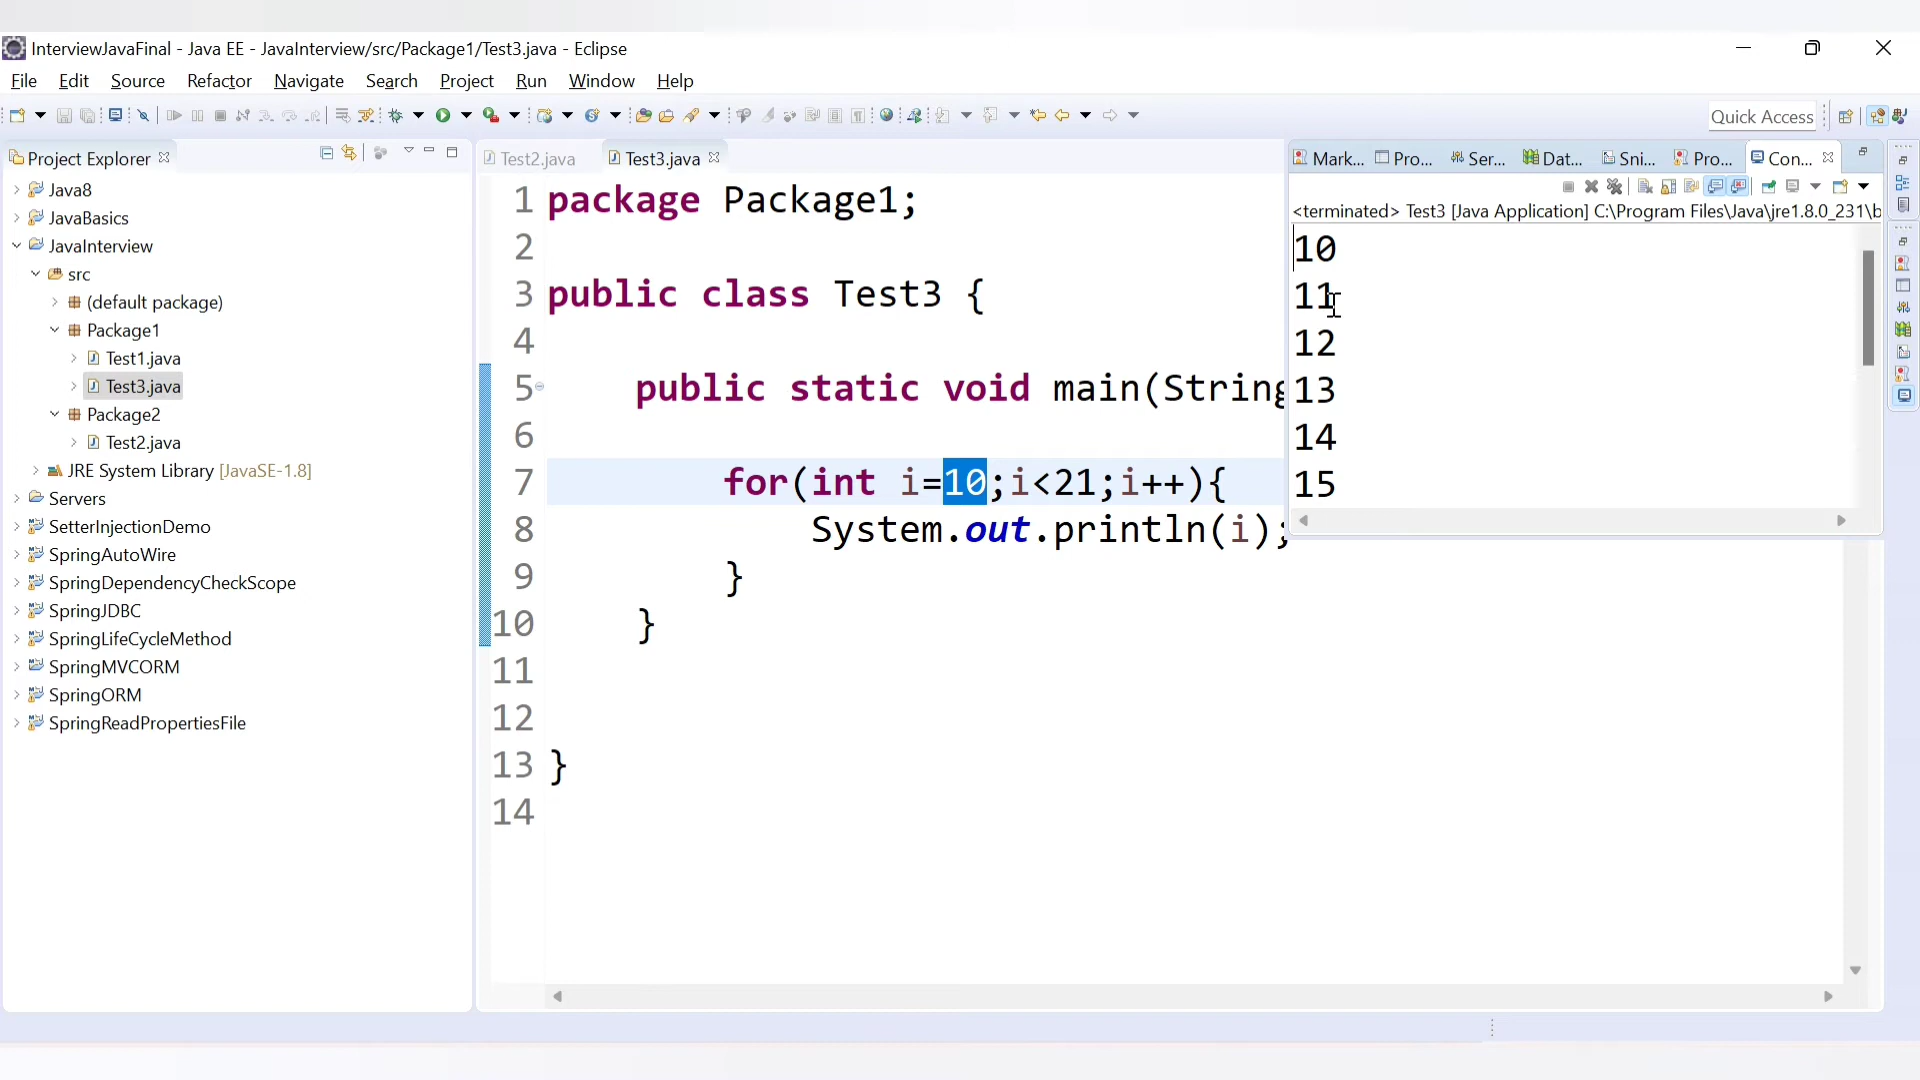 InterviewJavaFinal - Java EE - JavaInterview/src/Package1/Test3.java - Eclipse
File Edit Source Refactor Navigate Search Project Run Window Help
Quick Access
Project Explorer
Java8
JavaBasics
JavaInterview
src
(default package)
Package1
Test1.java
Test3.java
Package2
Test2.java
JRE System Library [JavaSE-1.8]
Servers
SetterInjectionDemo
SpringAutoWire
SpringDependencyCheckScope
SpringJDBC
SpringLifeCycleMethod
SpringMVCORM
SpringORM
SpringReadPropertiesFile
Test2.java Test3.java
1 package Package1;
2
3 public class Test3 {
4
5 public static void main(String
6
7 for(int i=10;i<21;i++){
8 System.out.println(i);
9 }
10 }
11
12
13 }
14
Mark... Pro... Ser... Dat... Sni... Pro... Con...
<terminated> Test3 [Java Application] C:\Program Files\Java\jre1.8.0_231\b
10
11
12
13
14
15